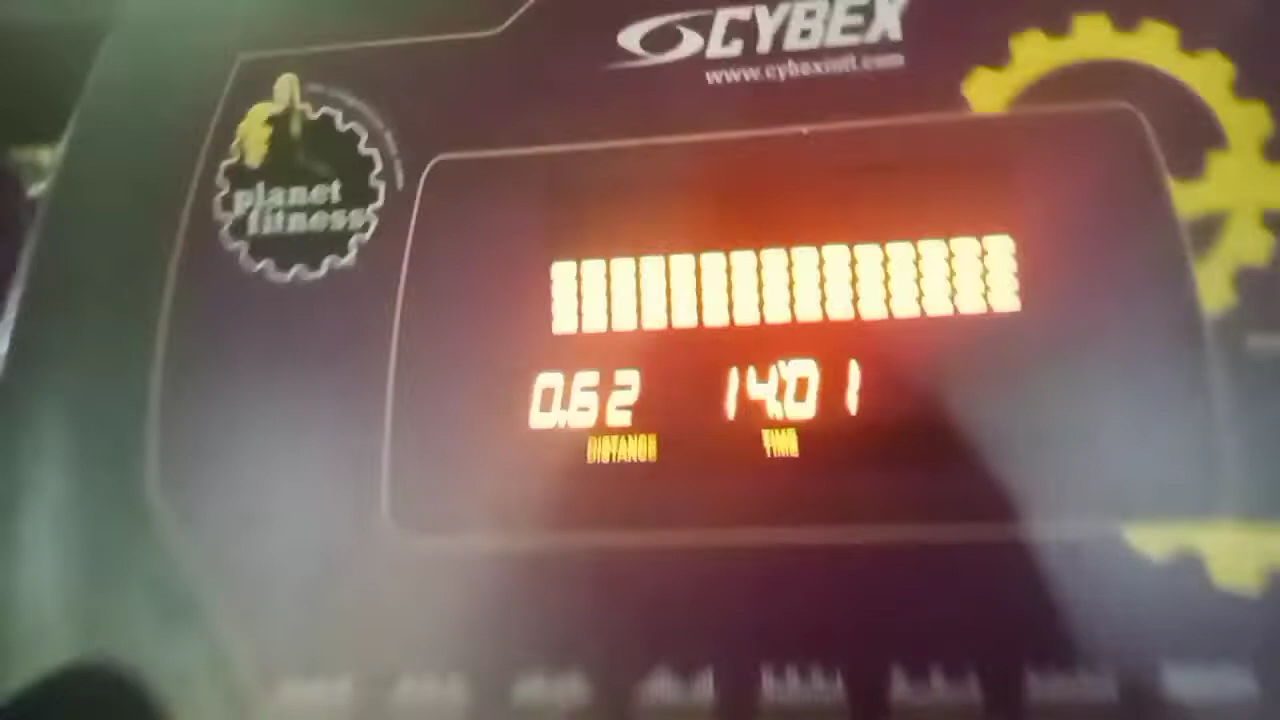 CYBEX
www.cybexintl.com
planet
fitness
0.62 14:01
DISTANCE TIME